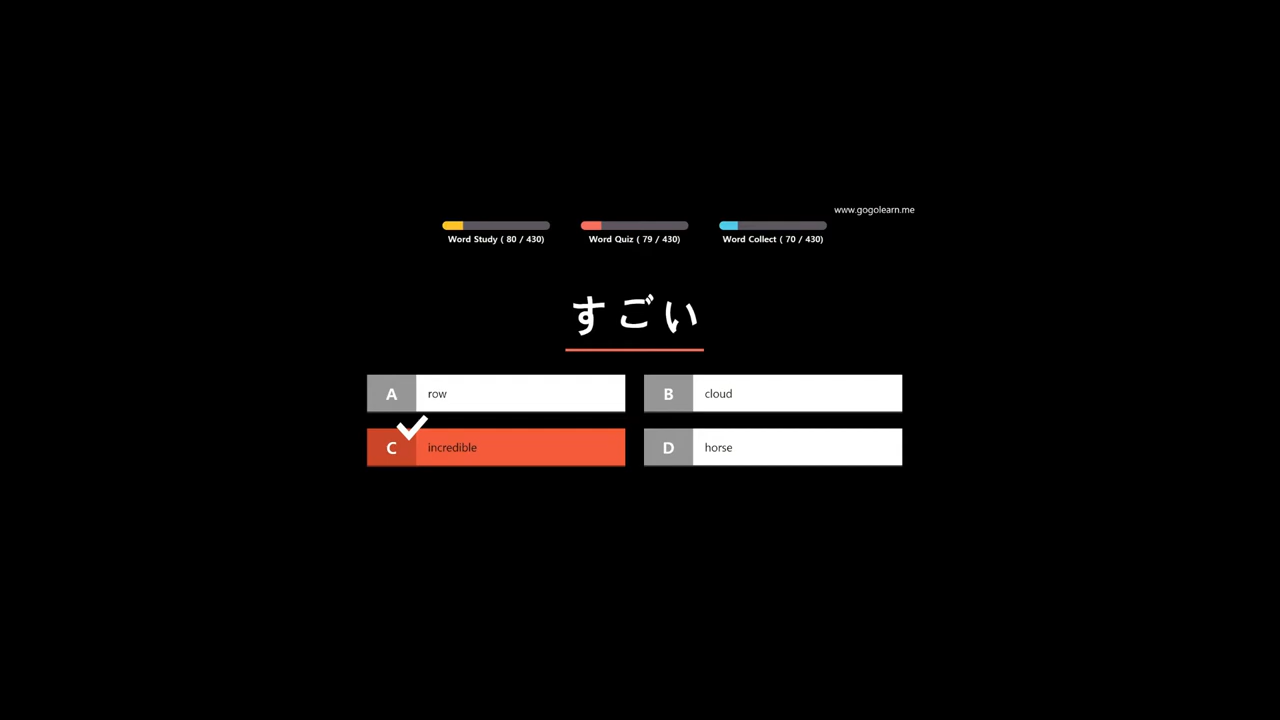 www.gogolearn.me
Word Study ( 80 / 430)
Word Quiz ( 79 / 430)
Word Collect ( 70 / 430)
すごい
A row
B cloud
C incredible
D horse